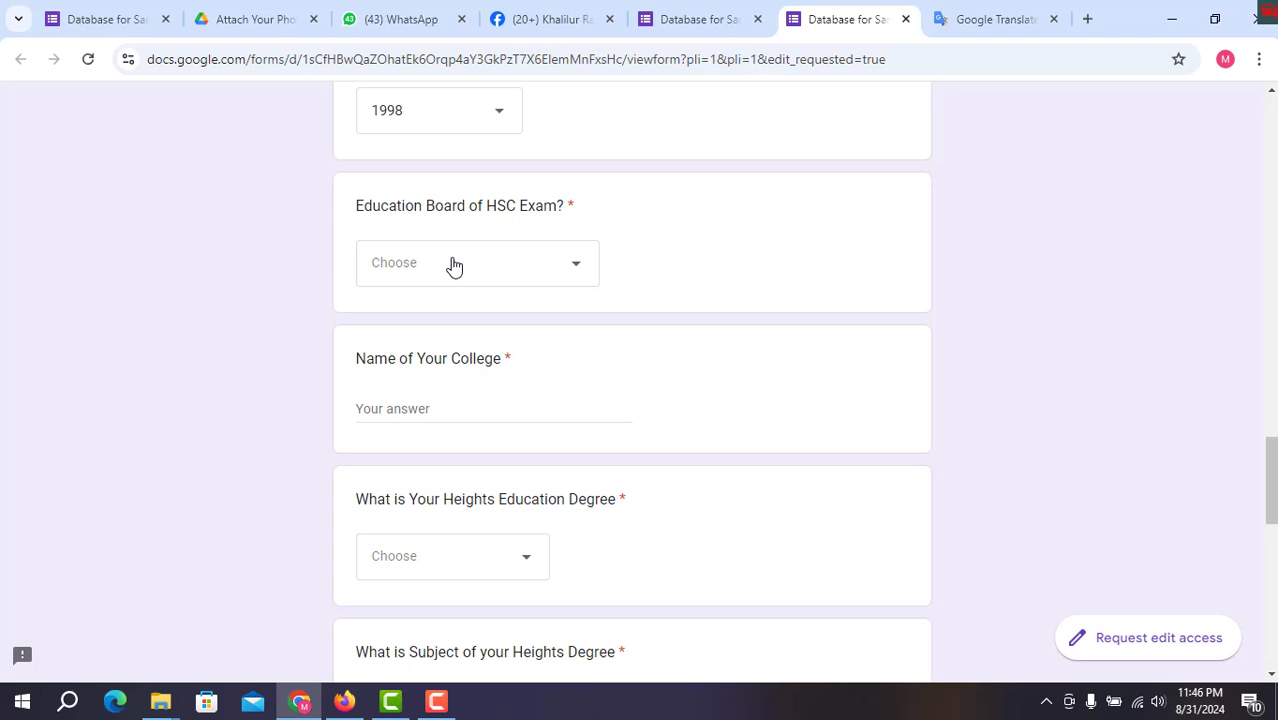 Database for Sa
Attach Your Pho
(43) WhatsApp
(20+) Khalilur Ra
Database for Sa
Database for Sa
Google Translate
docs.google.com/forms/d/1sCfHBwQaZOhatEk6Orqp4aY3GkPzT7X6ElemMnFxsHc/viewform?pli=1&pli=1&edit_requested=true
M
1998
Education Board of HSC Exam? *
Choose
Name of Your College *
Your answer
What is Your Heights Education Degree *
Choose
What is Subject of your Heights Degree *
Request edit access
11:46 PM
8/31/2024
10